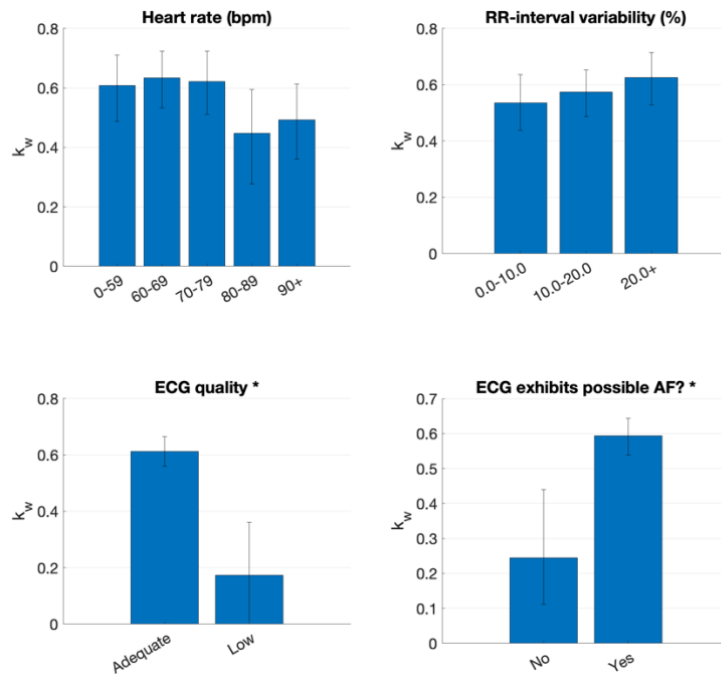 Heart rate (bpm)
0.8
0.6
0.4
0.2
0
k_w
0-59
60-69
70-79
80-89
90+
RR-interval variability (%)
0.8
0.6
0.4
0.2
0
k_w
0.0-10.0
10.0-20.0
20.0+
ECG quality *
0.8
0.6
0.4
0.2
0
k_w
Adequate
Low
ECG exhibits possible AF? *
0.7
0.6
0.5
0.4
0.3
0.2
0.1
0
k_w
No
Yes